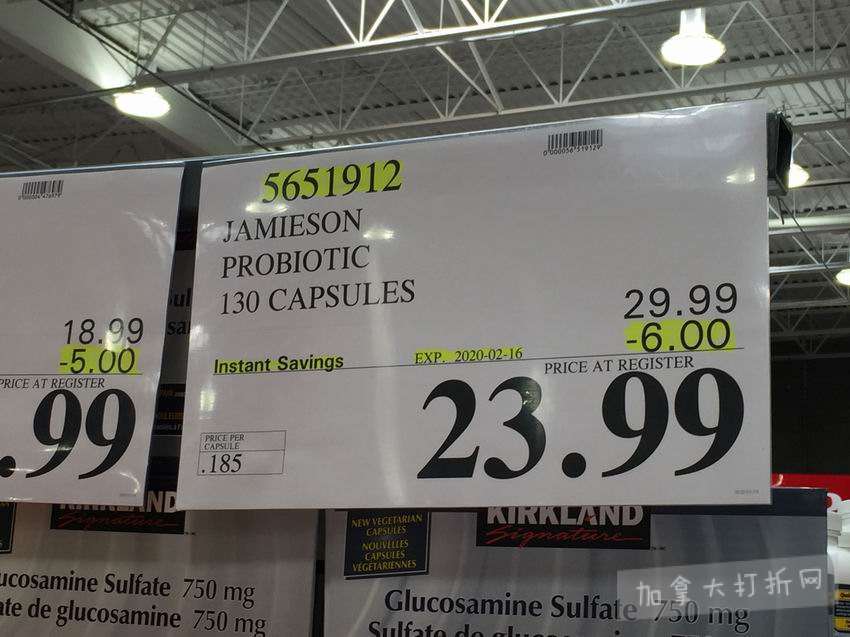 5651912
JAMIESON
PROBIOTIC
130 CAPSULES
29.99
-6.00
Instant Savings
EXP. 2020-02-16
PRICE AT REGISTER
23.99
PRICE PER
CAPSULE
.185
18.99
-5.00
PRICE AT REGISTER
.99
KIRKLAND
Signature
ucosamine Sulfate 750 mg
ate de glucosamine 750 mg
NEW VEGETARIAN
CAPSULES
NOUVELLES
CAPSULES
VÉGÉTARIENNES
KIRKLAND
Signature
Glucosamine Sulfate 750 mg
Sulfate de glucosamine
加拿大打折网